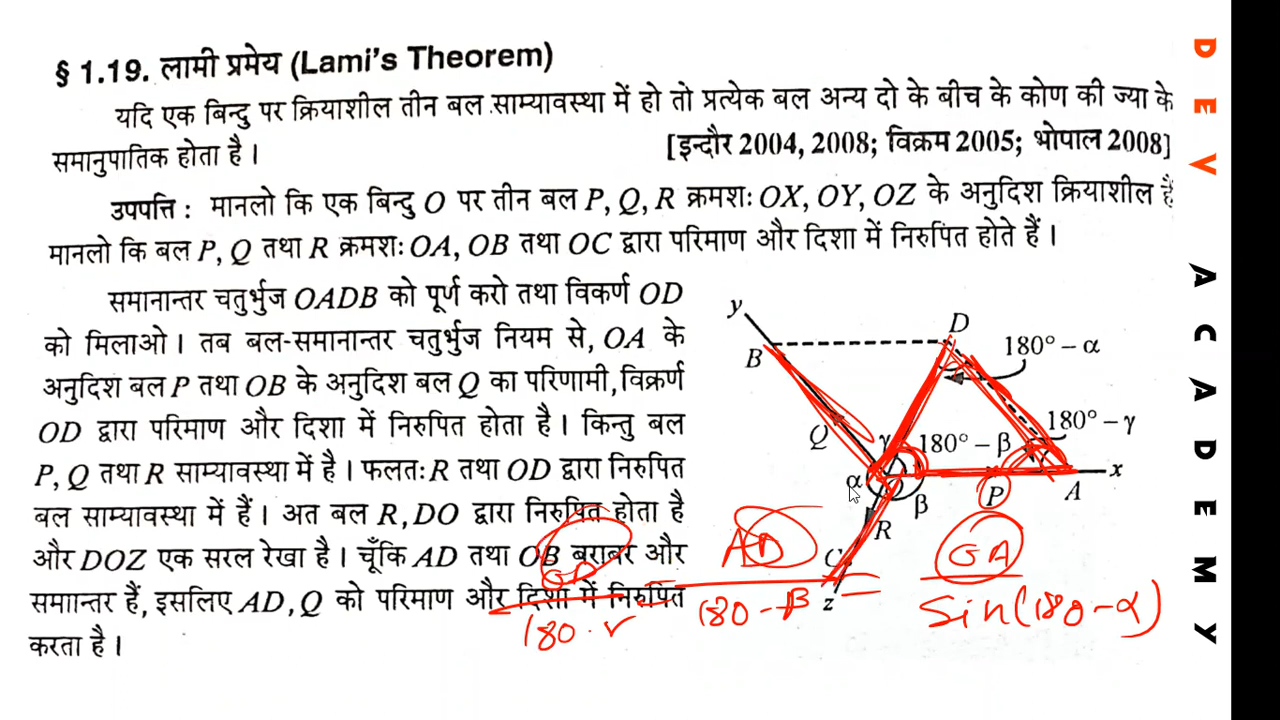 § 1.19. लामी प्रमेय (Lami's Theorem)
यदि एक बिन्दु पर क्रियाशील तीन बल साम्यावस्था में हो तो प्रत्येक बल अन्य दो के बीच के कोण की ज्या के
समानुपातिक होता है।
[इन्दौर 2004, 2008; विक्रम 2005; भोपाल 2008]
उपपत्ति : मानलो कि एक बिन्दु O पर तीन बल P, Q, R क्रमशः OX, OY, OZ के अनुदिश क्रियाशील हैं
मानलो कि बल P, Q तथा R क्रमशः OA, OB तथा OC द्वारा परिमाण और दिशा में निरुपित होते हैं।
समानान्तर चतुर्भुज OADB को पूर्ण करो तथा विकर्ण OD
को मिलाओ। तब बल-समानान्तर चतुर्भुज नियम से, OA के
अनुदिश बल P तथा OB के अनुदिश बल Q का परिणामी, विकर्ण
OD द्वारा परिमाण और दिशा में निरुपित होता है। किन्तु बल
P, Q तथा R साम्यावस्था में है। फलतः R तथा OD द्वारा निरुपित
बल साम्यावस्था में हैं। अत बल R, DO द्वारा निरुपित होता है
और DOZ एक सरल रेखा है। चूँकि AD तथा OB बराबर और
समाान्तर हैं, इसलिए AD, Q को परिमाण और दिशा में निरुपित
करता है।
y
D
180° – α
B
180° – γ
Q
γ
180° – β
x
α
P
A
β
R
C
z
OD
AD
OA
180-γ
180-β
Sin(180-α)
DEV ACADEMY